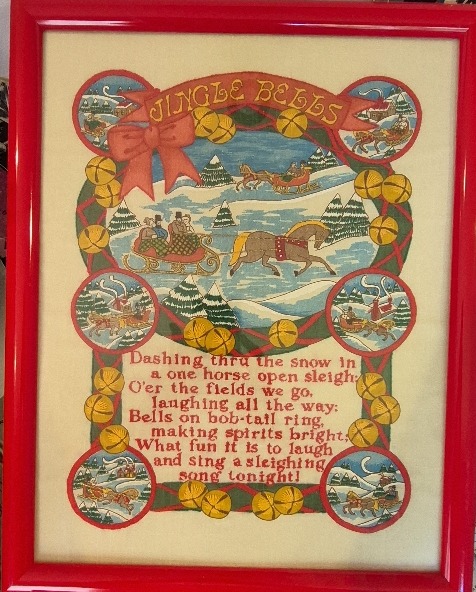 JINGLE BELLS
Dashing thru the snow in
a one horse open sleigh:
O'er the fields we go,
laughing all the way:
Bells on bob-tail ring,
making spirits bright;
What fun it is to laugh
and sing a sleighing
song tonight!